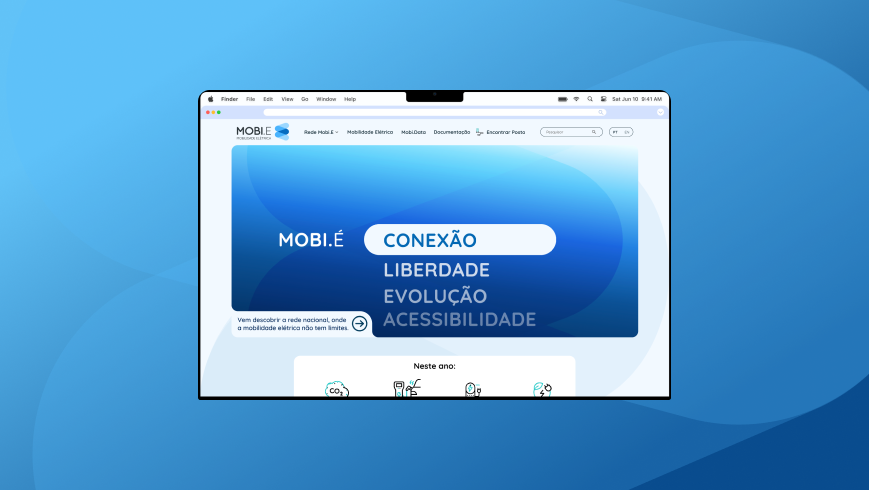 Finder File Edit View Go Window Help Sat Jun 10 9:41 AM
MOBI.E
MOBILIDADE ELÉTRICA
Rede Mobi.E Mobilidade Elétrica Mobi.Data Documentação Encontrar Posto Pesquisar PT EN
MOBI.É CONEXÃO
LIBERDADE
EVOLUÇÃO
ACESSIBILIDADE
Vem descobrir a rede nacional, onde
a mobilidade elétrica não tem limites.
Neste ano:
CO2